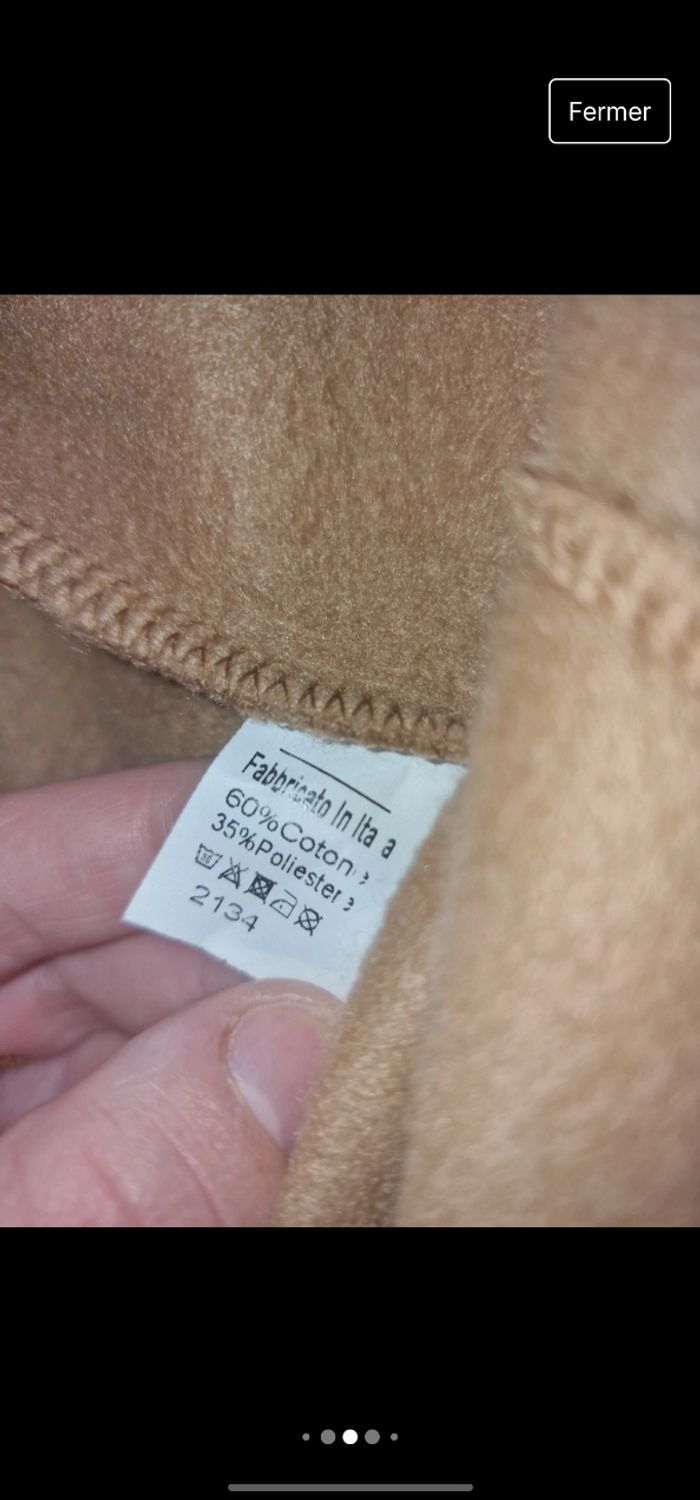 Fermer
Fabbricato In Ita a
60%Coton
35%Poliester
2134